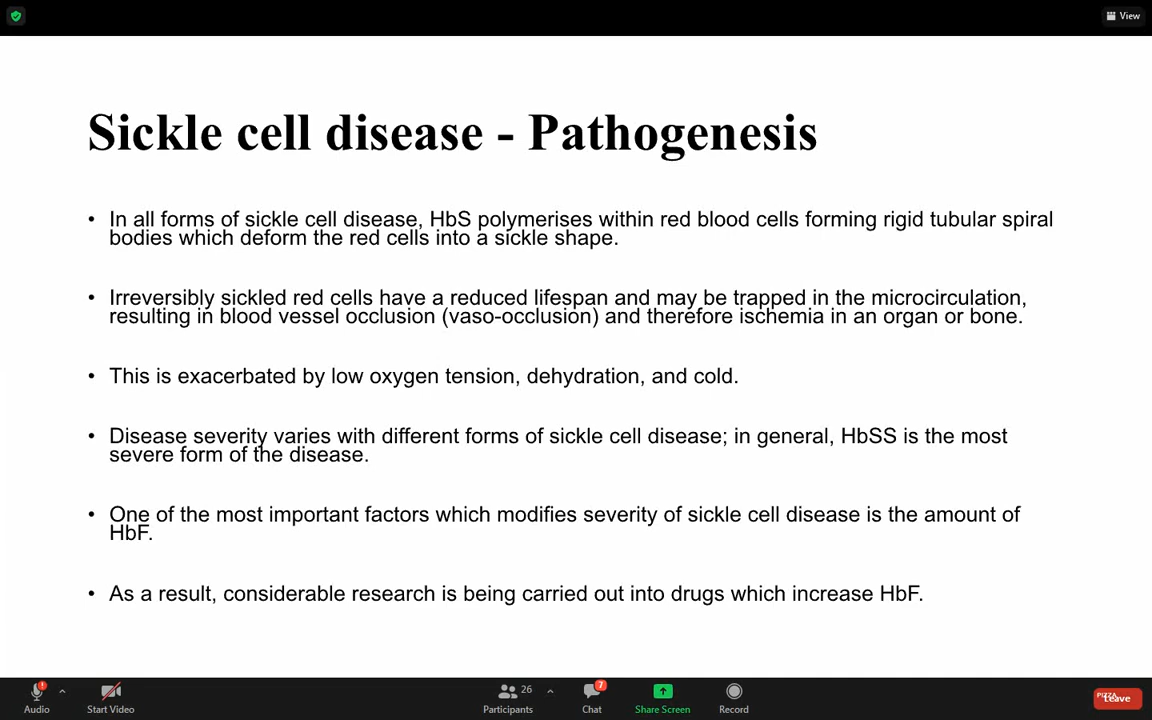 View
Sickle cell disease - Pathogenesis
• In all forms of sickle cell disease, HbS polymerises within red blood cells forming rigid tubular spiral
bodies which deform the red cells into a sickle shape.
• Irreversibly sickled red cells have a reduced lifespan and may be trapped in the microcirculation,
resulting in blood vessel occlusion (vaso-occlusion) and therefore ischemia in an organ or bone.
• This is exacerbated by low oxygen tension, dehydration, and cold.
• Disease severity varies with different forms of sickle cell disease; in general, HbSS is the most
severe form of the disease.
• One of the most important factors which modifies severity of sickle cell disease is the amount of
HbF.
• As a result, considerable research is being carried out into drugs which increase HbF.
! 26 7 PIZZA
Audio Start Video Participants Chat Share Screen Record Leave